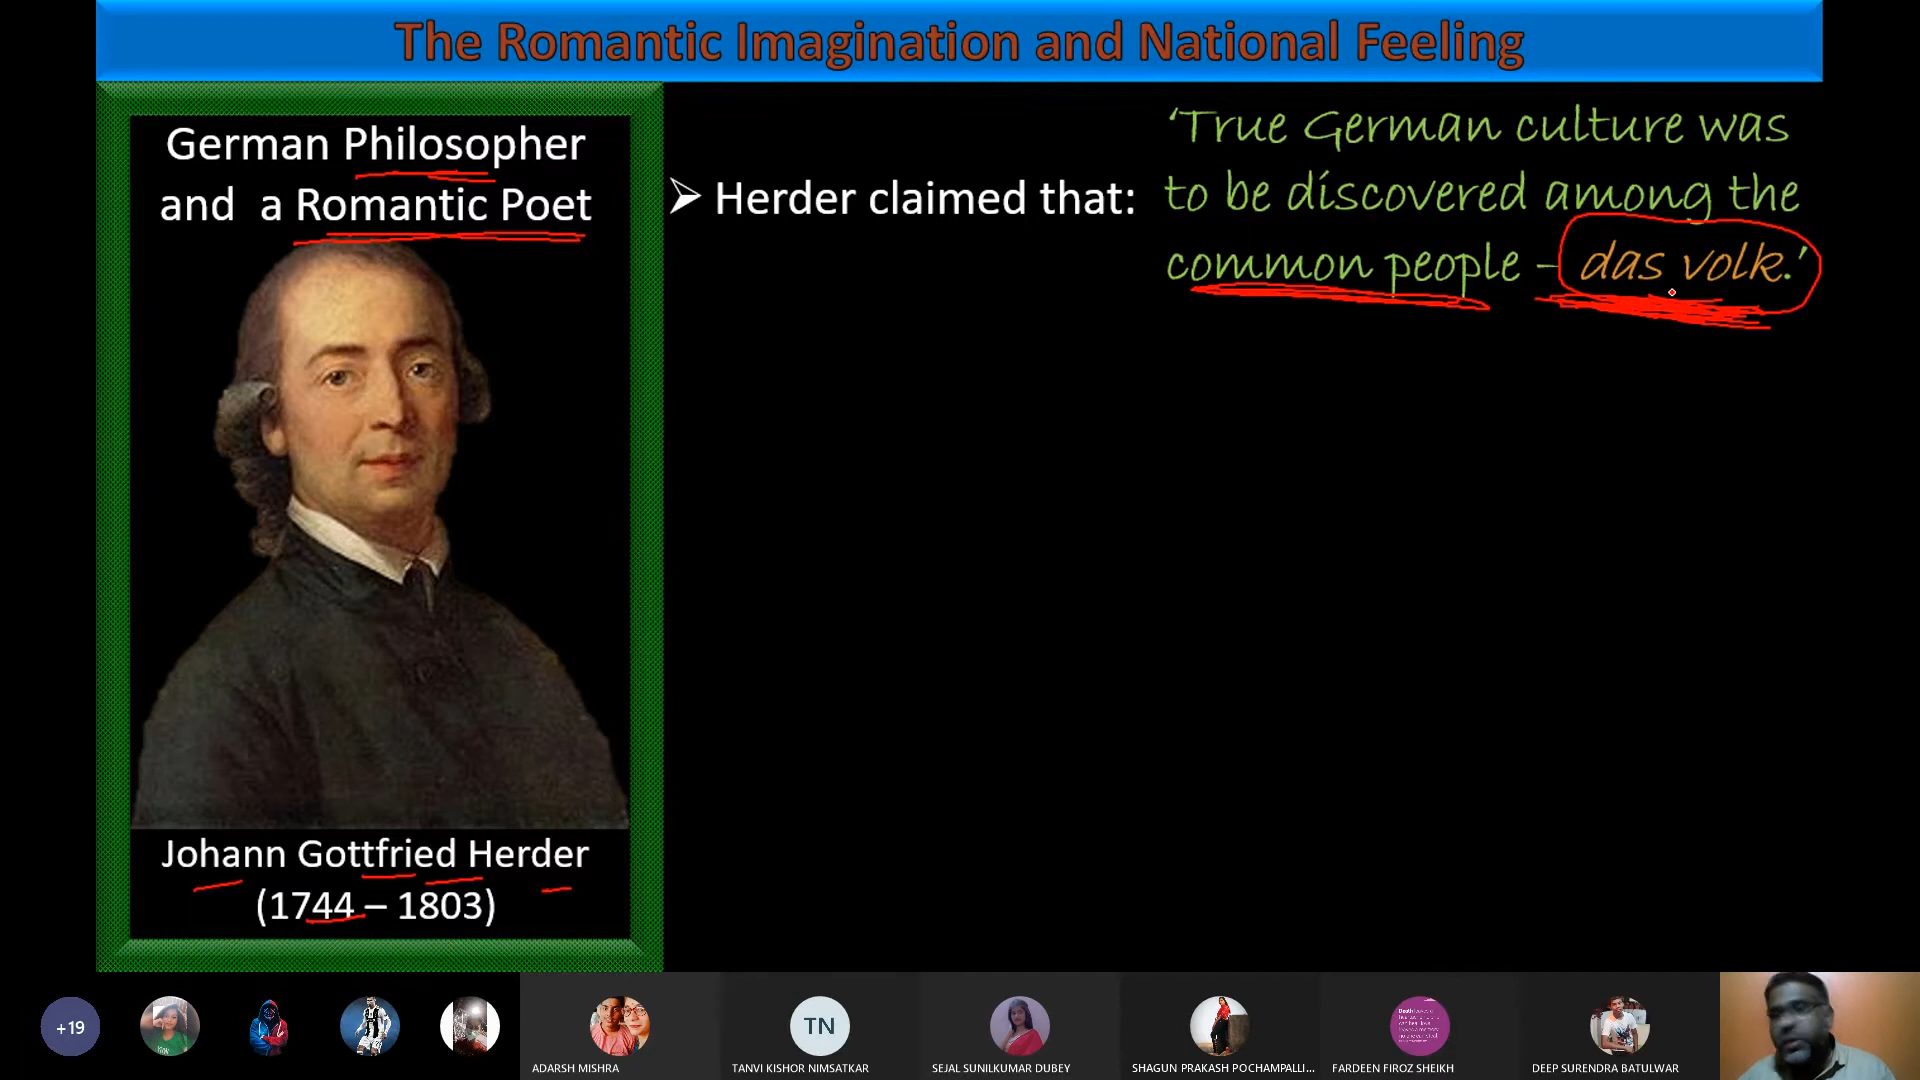 The Romantic Imagination and National Feeling
German Philosopher
and a Romantic Poet
➢ Herder claimed that:
‘True German culture was
to be discovered among the
common people – das volk.’
Johann Gottfried Herder
(1744 – 1803)
+19
TN
ADARSH MISHRA
TANVI KISHOR NIMSATKAR
SEJAL SUNILKUMAR DUBEY
SHAGUN PRAKASH POCHAMPALLI...
FARDEEN FIROZ SHEIKH
DEEP SURENDRA BATULWAR